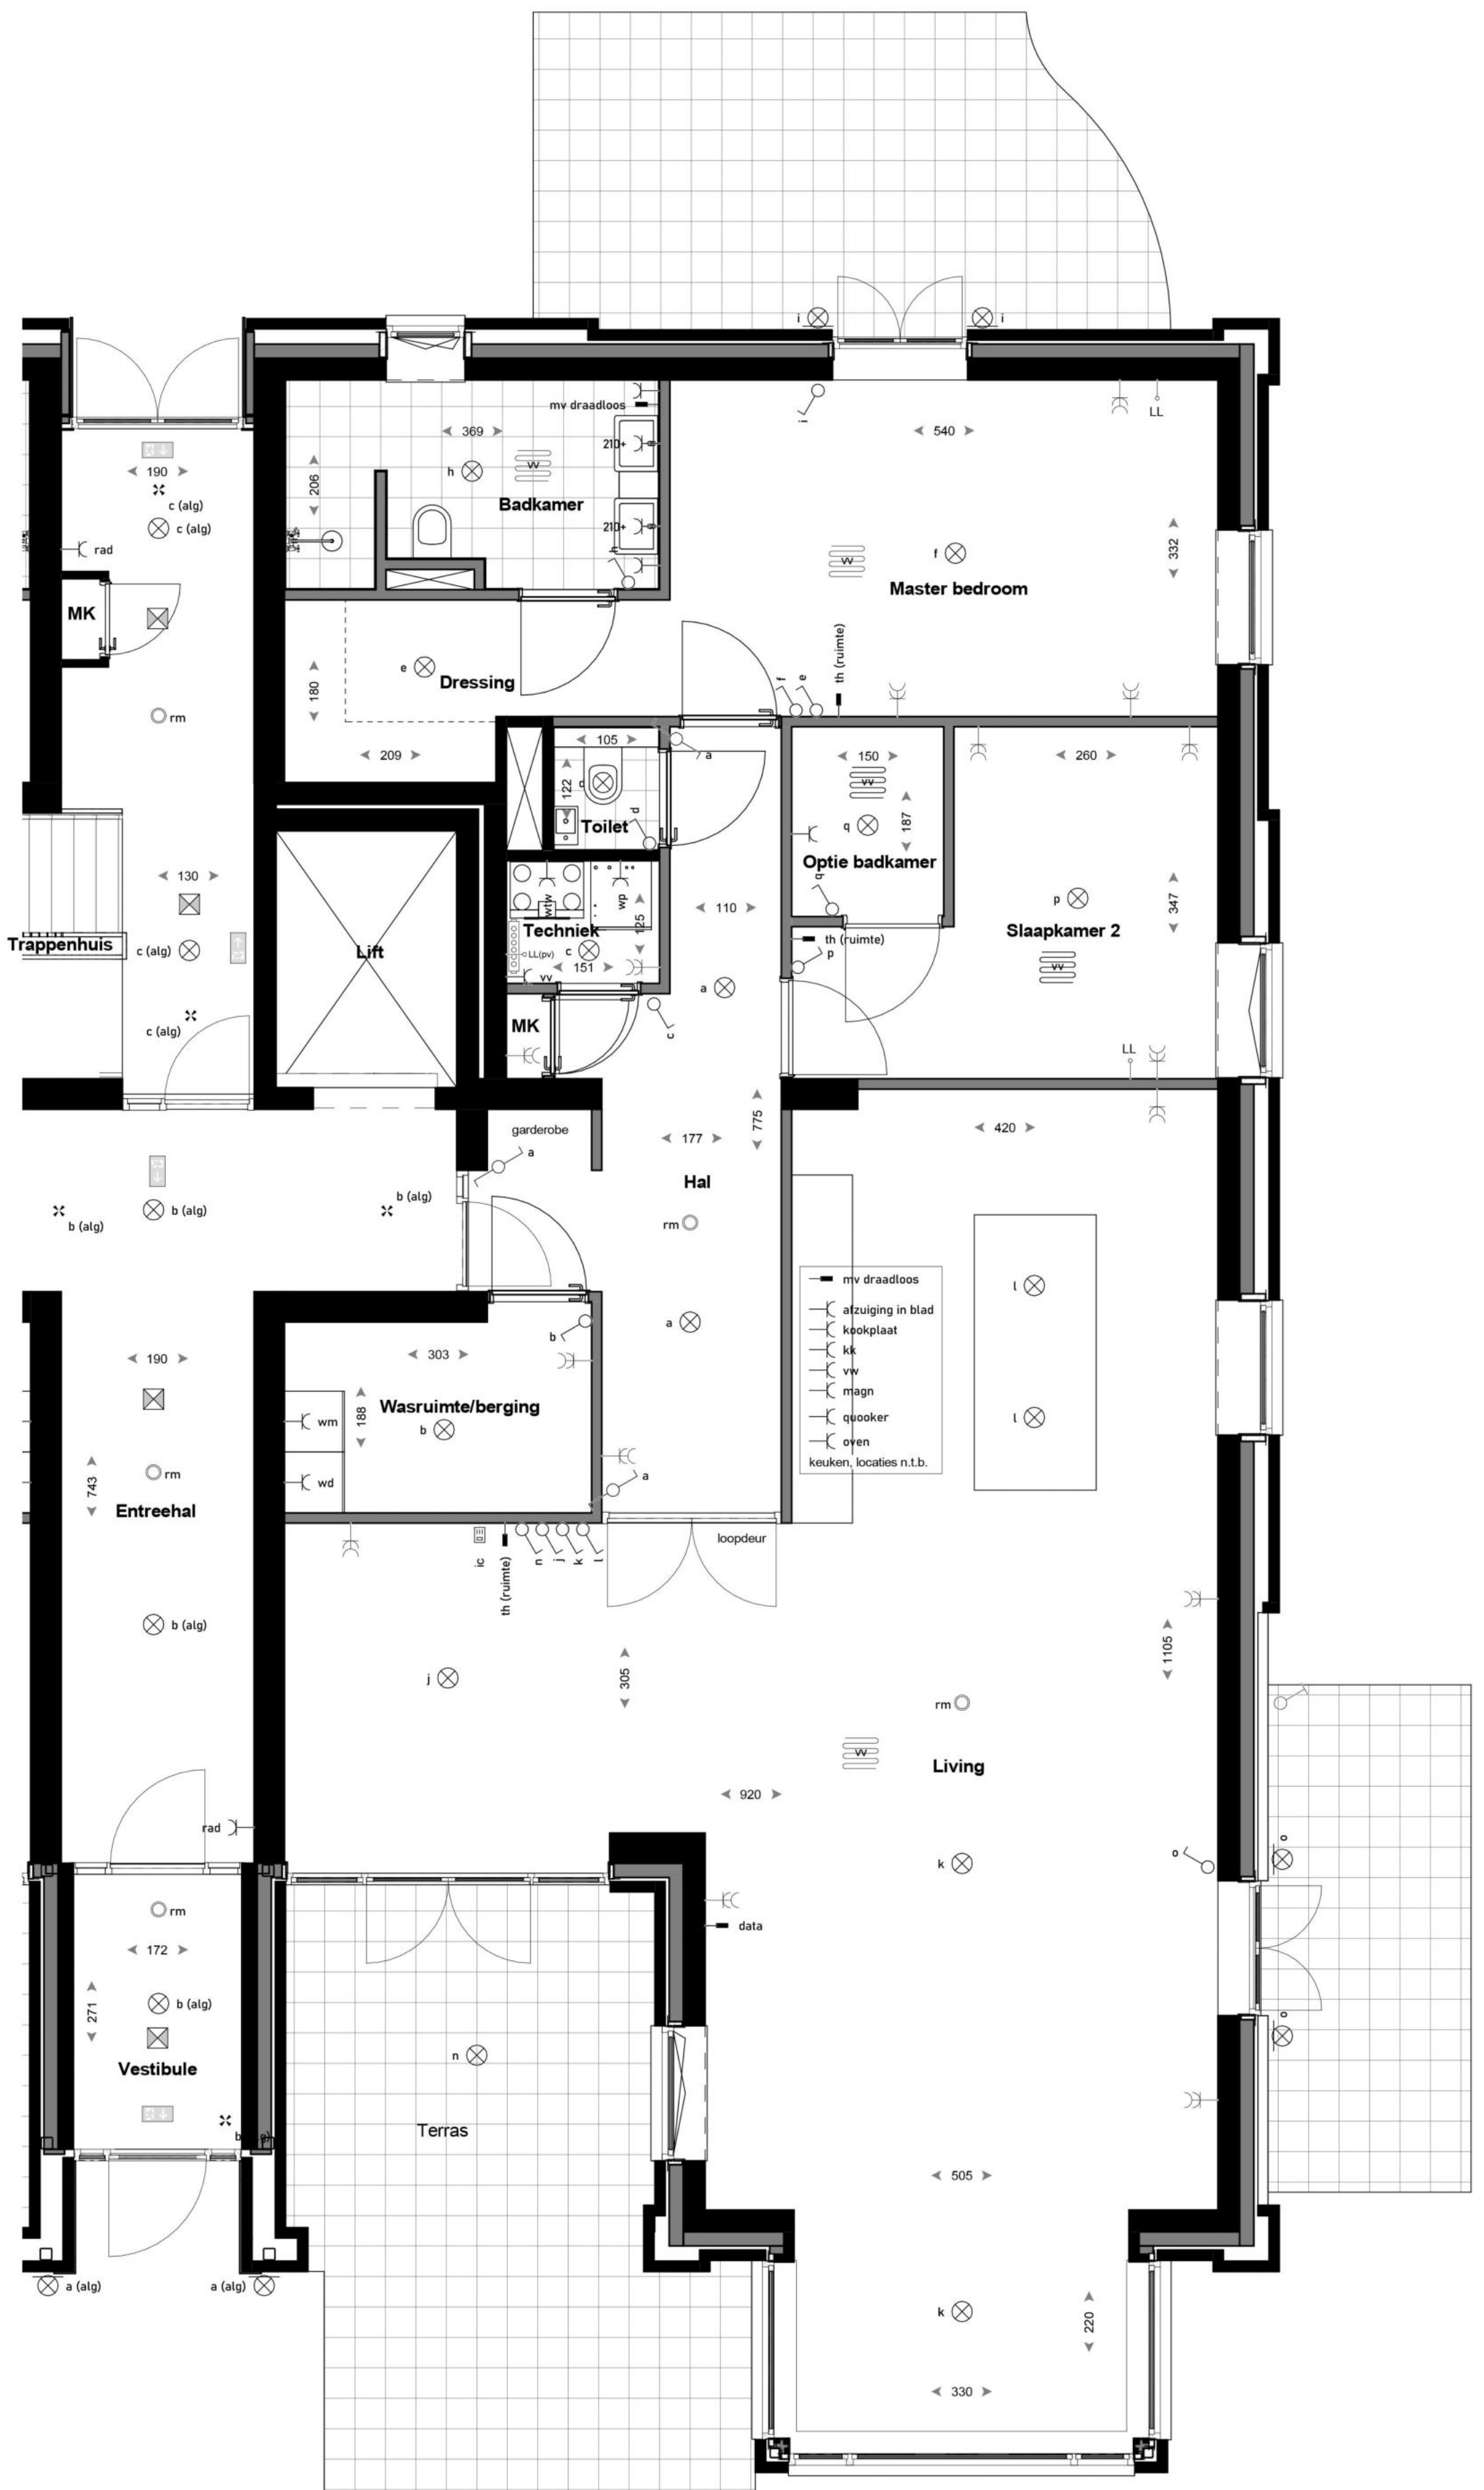 i
i
mv draadloos
LL
i
369
540
190
h
210+
206
c (alg)
Badkamer
c (alg)
210+
332
rad
h
f
Master bedroom
MK
th (ruimte)
e
Dressing
180
f
e
rm
105
a
209
150
260
122
d
d
q
187
Toilet
Optie badkamer
130
q
wtw
wp
125
110
p
347
Techniek
Slaapkamer 2
Trappenhuis
c (alg)
Lift
LL(pv)
c
th (ruimte)
p
vv
151
vv
vv
vv
vv
a
c (alg)
MK
c
LL
garderobe
a
775
420
177
Hal
b (alg)
b (alg)
b (alg)
rm
mv draadloos
l
afzuiging in blad
a
kookplaat
b
kk
190
303
vw
magn
188
Wasruimte/berging
wm
b
quooker
l
oven
keuken, locaties n.t.b.
rm
a
743
wd
Entreehal
loopdeur
ic
th (ruimte)
n
j
k
l
b (alg)
1105
j
305
rm
vv
Living
920
rad
k
o
o
rm
data
172
271
b (alg)
o
n
Vestibule
Terras
505
a (alg)
a (alg)
k
220
330